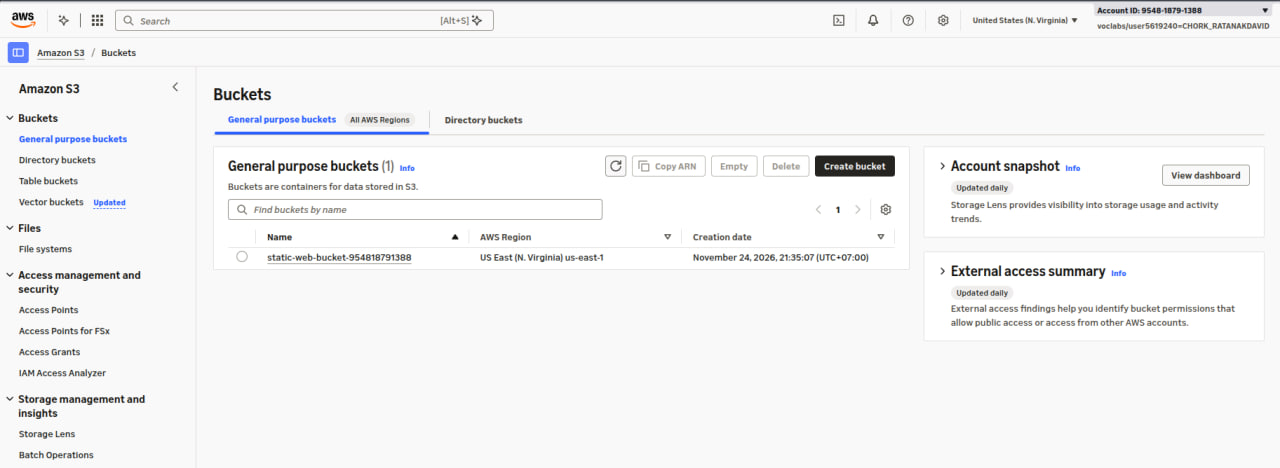 aws
Search [Alt+S]
United States (N. Virginia) ▼
Account ID: 9548-1879-1388
voclabs/user5619240=CHORK_RATANAKDAVID
Amazon S3 / Buckets
Amazon S3
Buckets
General purpose buckets
Directory buckets
Table buckets
Vector buckets Updated
Files
File systems
Access management and
security
Access Points
Access Points for FSx
Access Grants
IAM Access Analyzer
Storage management and
insights
Storage Lens
Batch Operations
Buckets
General purpose buckets All AWS Regions Directory buckets
General purpose buckets (1) Info
Copy ARN Empty Delete Create bucket
Buckets are containers for data stored in S3.
Find buckets by name
1
Name AWS Region Creation date
static-web-bucket-954818791388 US East (N. Virginia) us-east-1 November 24, 2026, 21:35:07 (UTC+07:00)
Account snapshot Info
View dashboard
Updated daily
Storage Lens provides visibility into storage usage and activity
trends.
External access summary Info
Updated daily
External access findings help you identify bucket permissions that
allow public access or access from other AWS accounts.